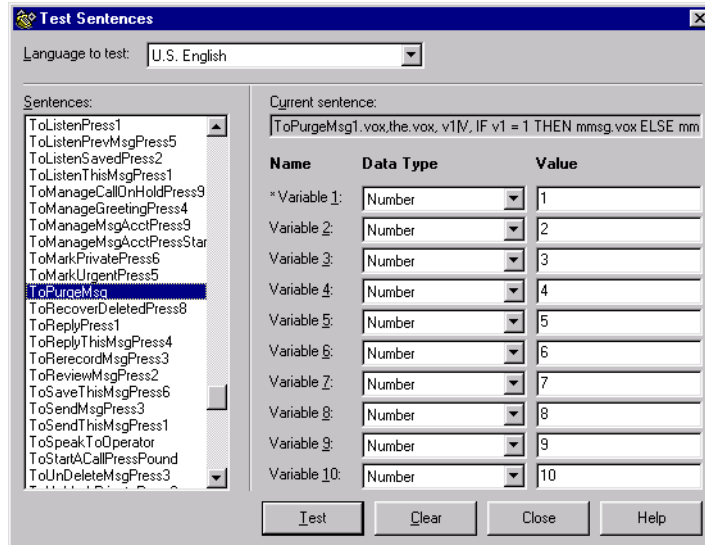 Test Sentences
Language to test: U.S. English
Sentences:
ToListenPress1
ToListenPrevMsgPress5
ToListenSavedPress2
ToListenThisMsgPress1
ToManageCallOnHoldPress9
ToManageGreetingPress4
ToManageMsgAcctPress9
ToManageMsgAcctPressStar
ToMarkPrivatePress6
ToMarkUrgentPress5
ToPurgeMsg
ToRecoverDeletedPress8
ToReplyPress1
ToReplyThisMsgPress4
ToRerecordMsgPress3
ToReviewMsgPress2
ToSaveThisMsgPress6
ToSendMsgPress3
ToSendThisMsgPress1
ToSpeakToOperator
ToStartACallPressPound
ToUnDeleteMsgPress3
Current sentence:
ToPurgeMsg1.vox,the.vox, v1|V, IF v1 = 1 THEN mmsg.vox ELSE mm
Name Data Type Value
* Variable 1: Number 1
Variable 2: Number 2
Variable 3: Number 3
Variable 4: Number 4
Variable 5: Number 5
Variable 6: Number 6
Variable 7: Number 7
Variable 8: Number 8
Variable 9: Number 9
Variable 10: Number 10
Test Clear Close Help